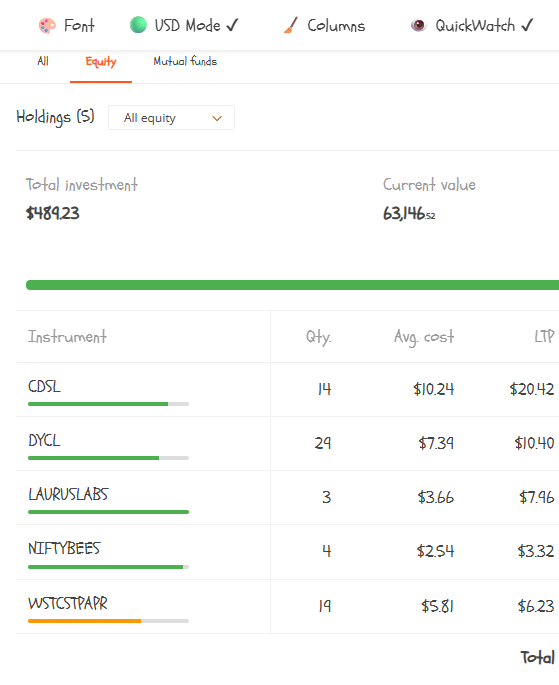 Font USD Mode ✓ Columns QuickWatch ✓
All Equity Mutual funds
Holdings (5) All equity
Total investment Current value
$489.23 63,146.52
Instrument Qty. Avg. cost LTP
CDSL 14 $10.24 $20.42
DYCL 29 $7.39 $10.40
LAURUSLABS 3 $3.66 $7.96
NIFTYBEES 4 $2.54 $3.32
WSTCSTPAPR 19 $5.81 $6.23
Total